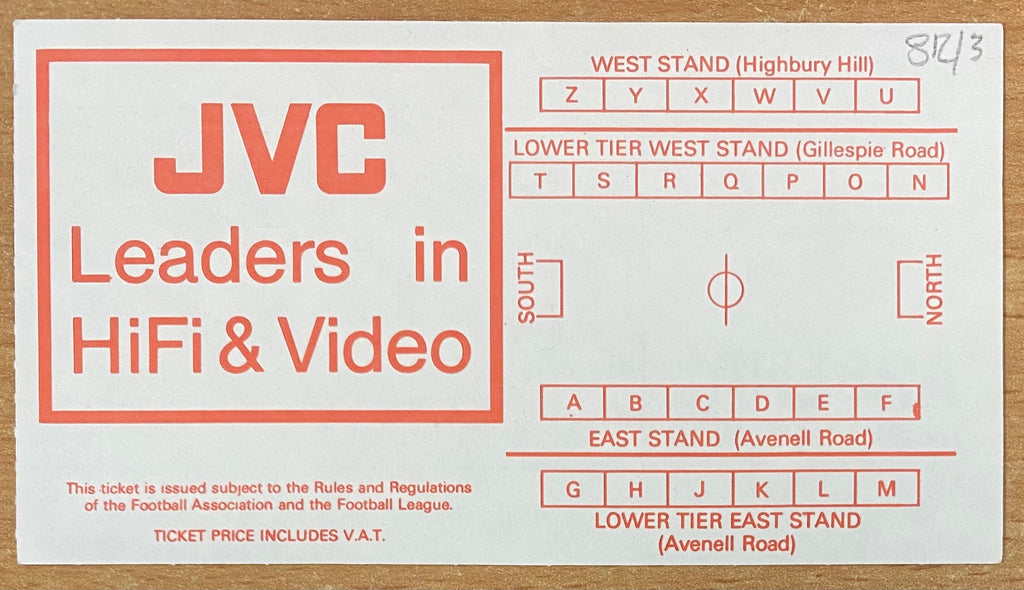 JVC
Leaders in
HiFi & Video
This ticket is issued subject to the Rules and Regulations
of the Football Association and the Football League.
TICKET PRICE INCLUDES V.A.T.
WEST STAND (Highbury Hill)
Z Y X W V U
LOWER TIER WEST STAND (Gillespie Road)
T S R Q P O N
SOUTH
NORTH
A B C D E F
EAST STAND (Avenell Road)
G H J K L M
LOWER TIER EAST STAND
(Avenell Road)